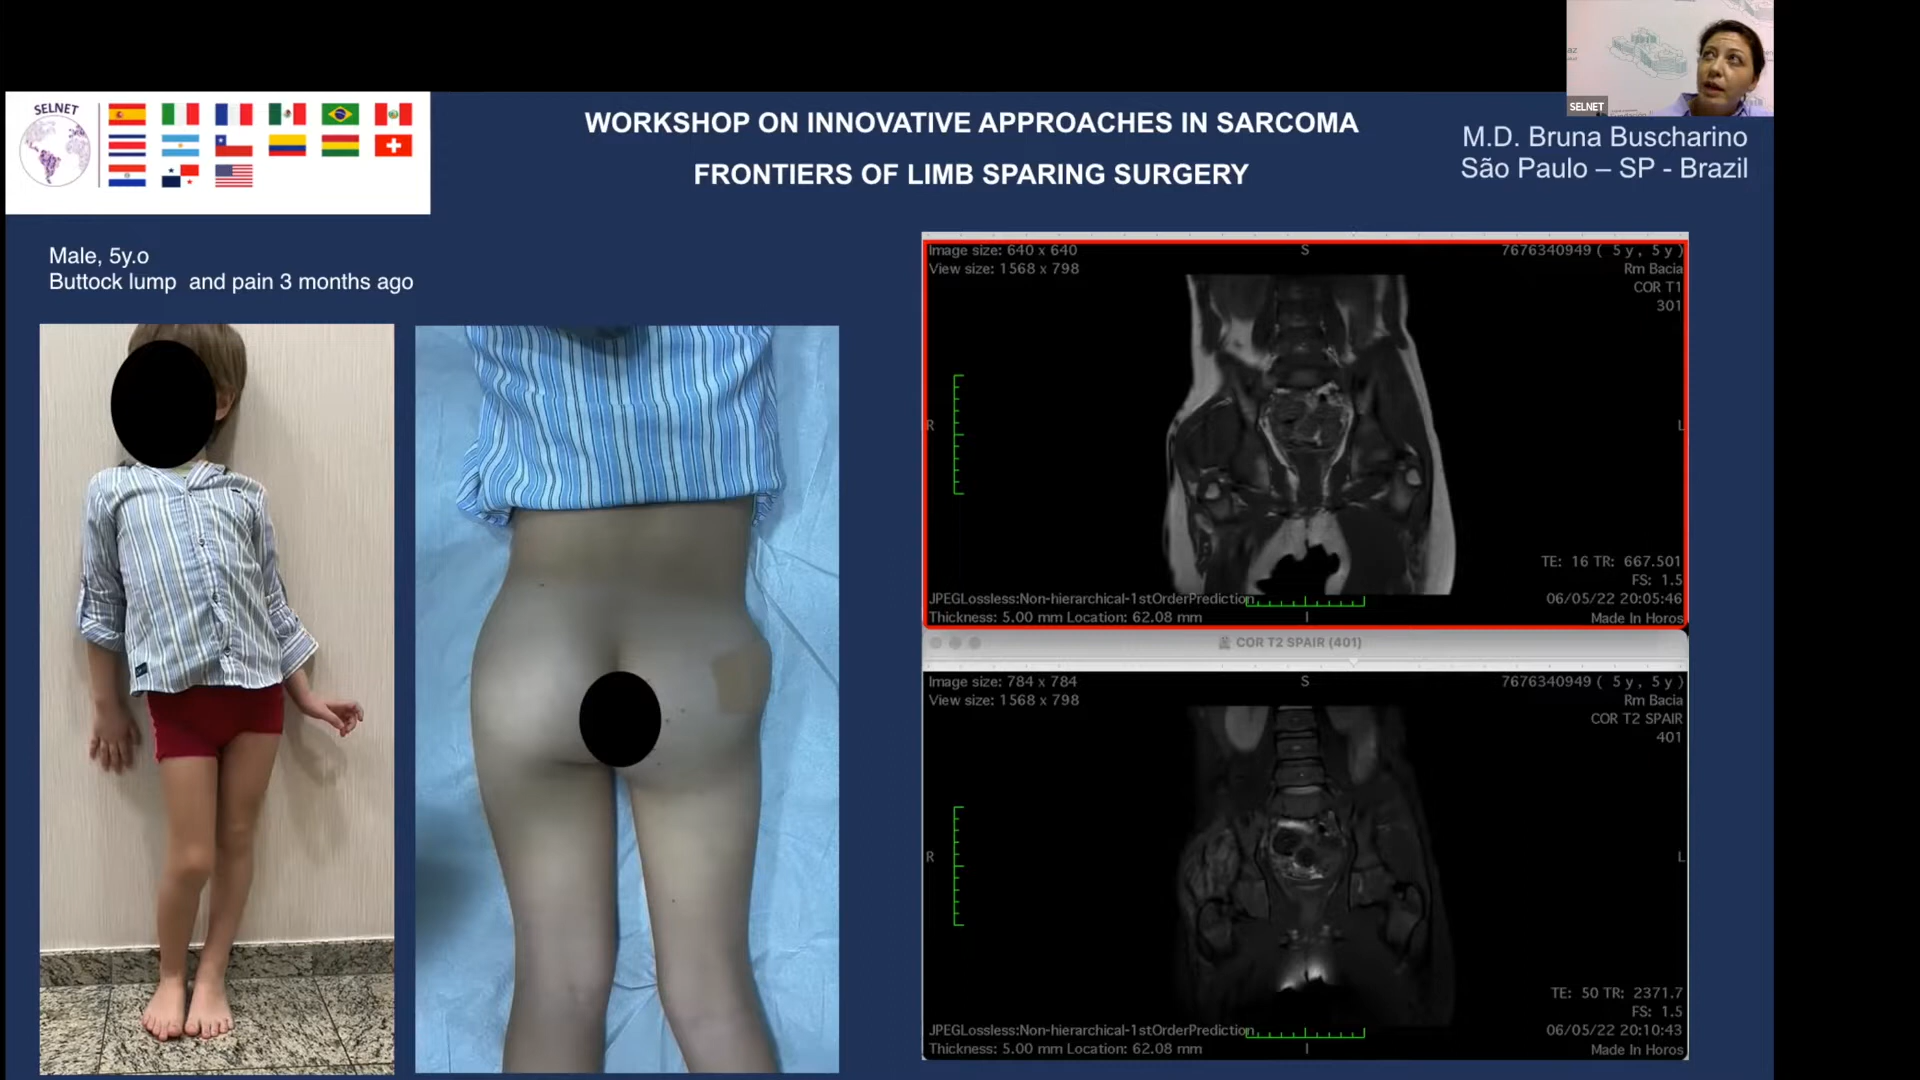 SELNET
WORKSHOP ON INNOVATIVE APPROACHES IN SARCOMA
FRONTIERS OF LIMB SPARING SURGERY
SELNET
M.D. Bruna Buscharino
São Paulo – SP - Brazil
Male, 5y.o
Buttock lump and pain 3 months ago
Image size: 640 x 640
View size: 1568 x 798
S
7676340949 ( 5 y , 5 y )
Rm Bacia
COR T1
301
R
L
TE: 16 TR: 667.501
FS: 1.5
06/05/22 20:05:46
Made In Horos
JPEGLossless:Non-hierarchical-1stOrderPrediction
Thickness: 5.00 mm Location: 62.08 mm
I
COR T2 SPAIR (401)
Image size: 784 x 784
View size: 1568 x 798
S
7676340949 ( 5 y , 5 y )
Rm Bacia
COR T2 SPAIR
401
R
L
TE: 50 TR: 2371.7
FS: 1.5
06/05/22 20:10:43
Made In Horos
JPEGLossless:Non-hierarchical-1stOrderPrediction
Thickness: 5.00 mm Location: 62.08 mm
I